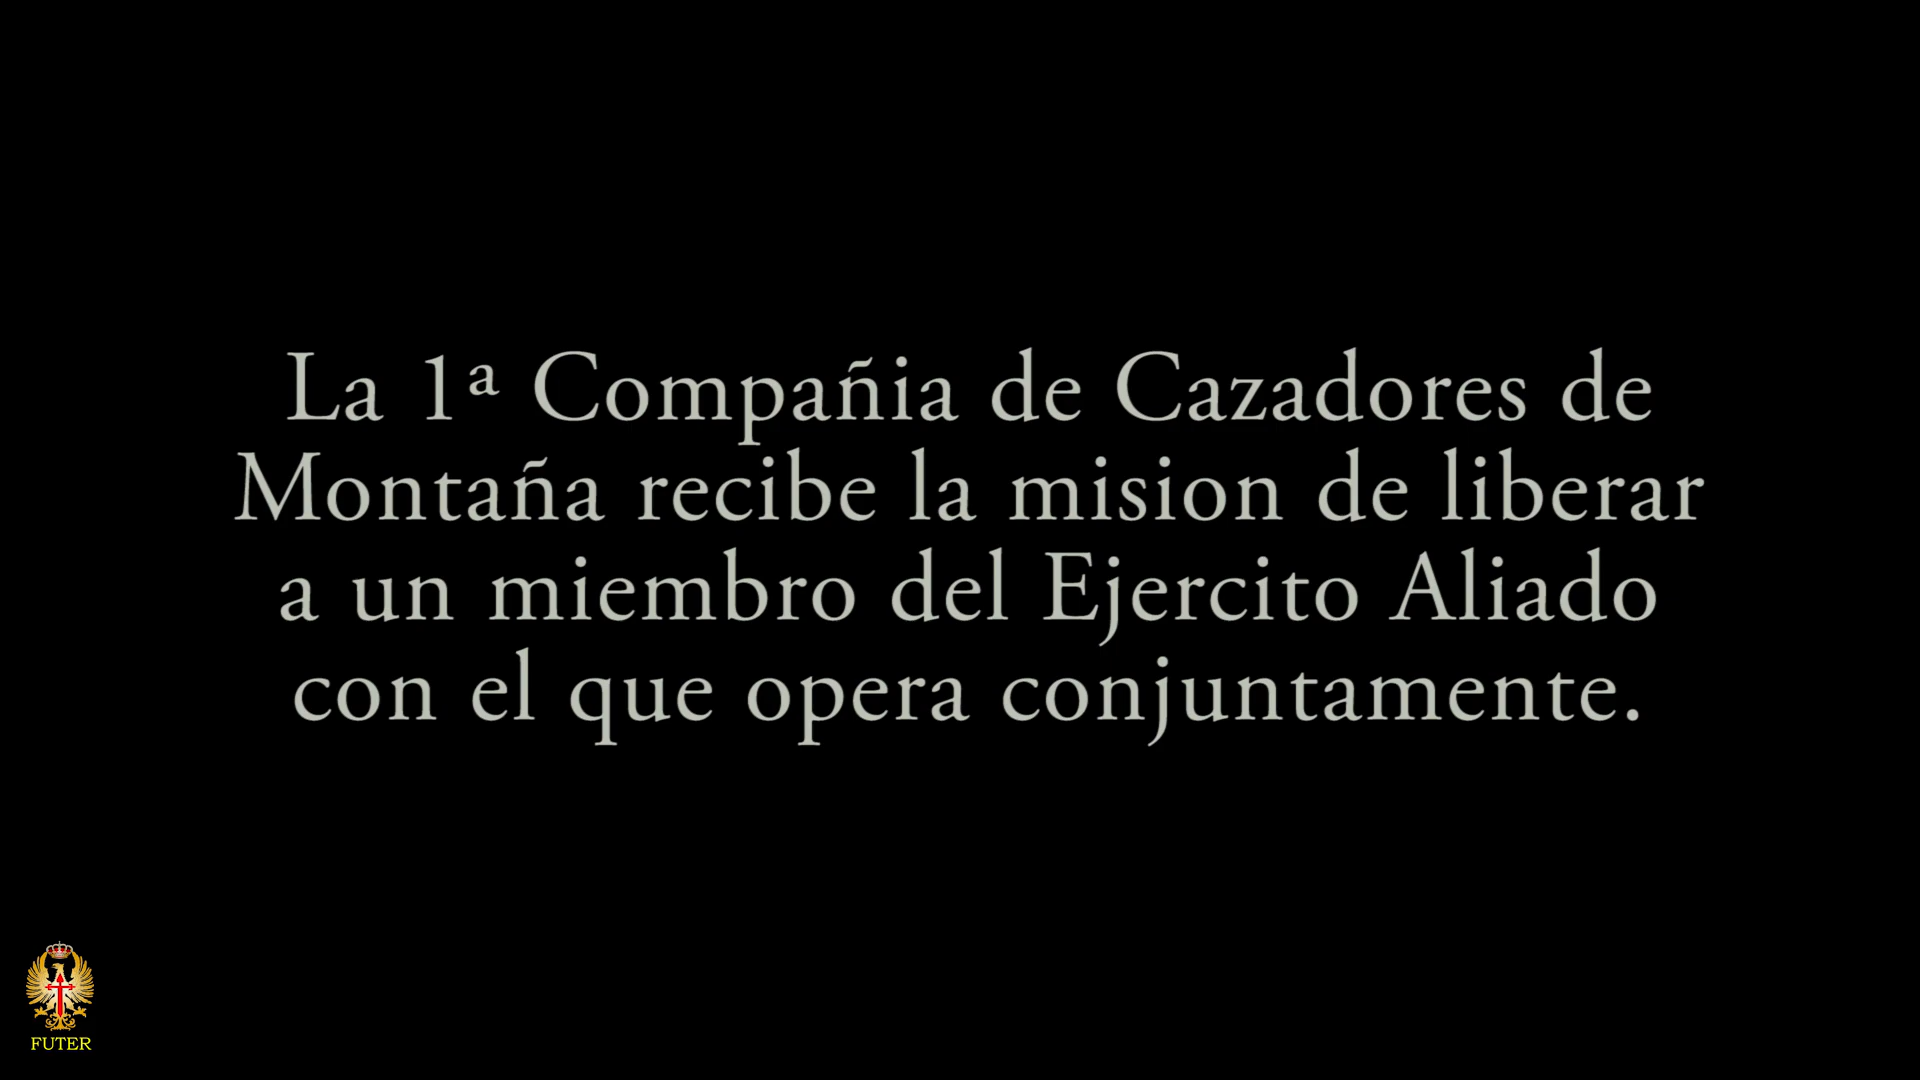 La 1ª Compañia de Cazadores de
Montaña recibe la mision de liberar
a un miembro del Ejercito Aliado
con el que opera conjuntamente.
FUTER